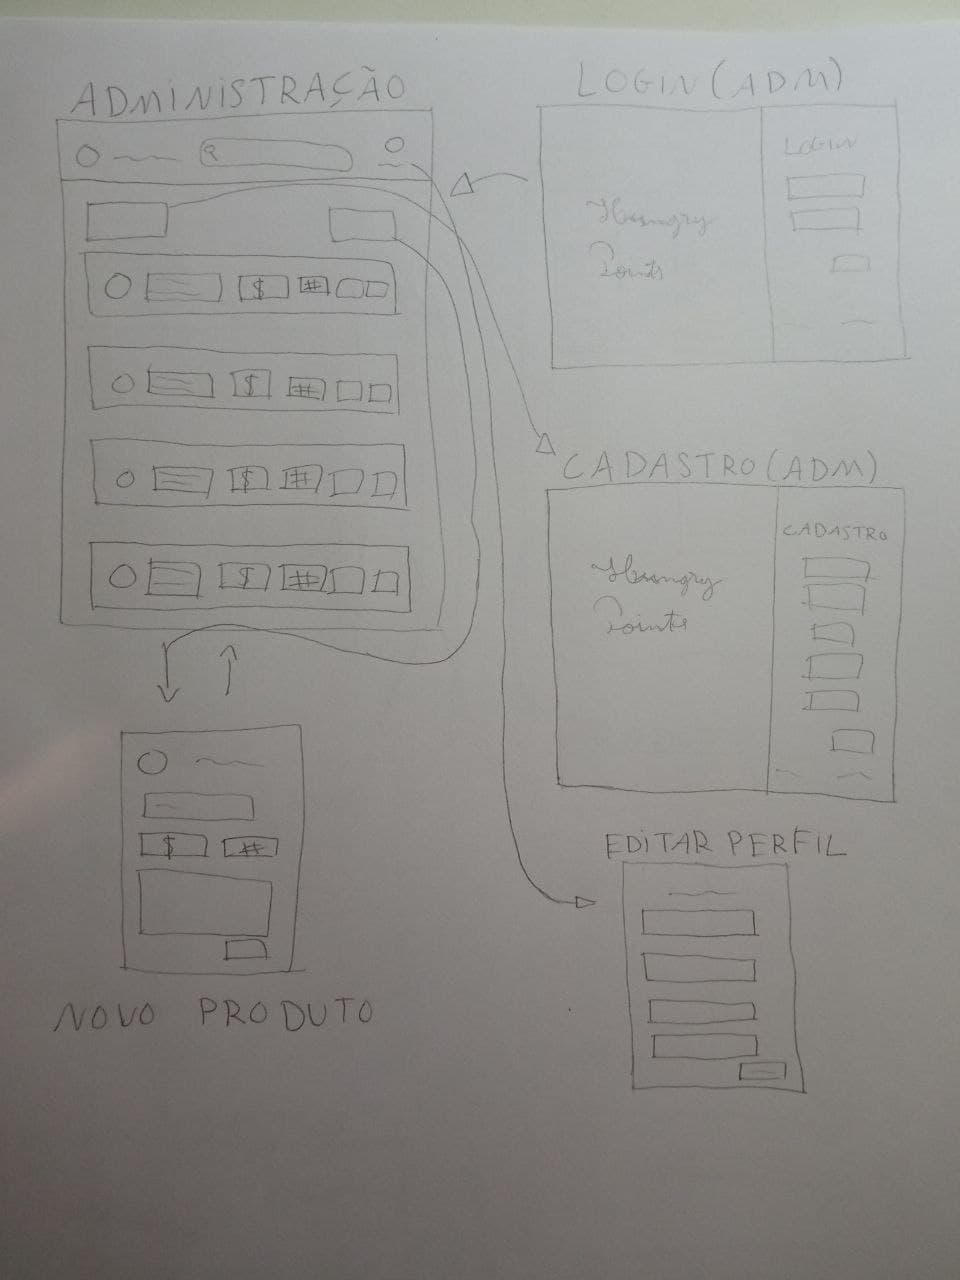 ADMINISTRAÇÃO
LOGIN (ADM)
LOGIN
Hungry
Points
$ #
$ #
$ #
$ #
CADASTRO (ADM)
CADASTRO
Hungry
Points
$ #
NOVO PRODUTO
EDITAR PERFIL